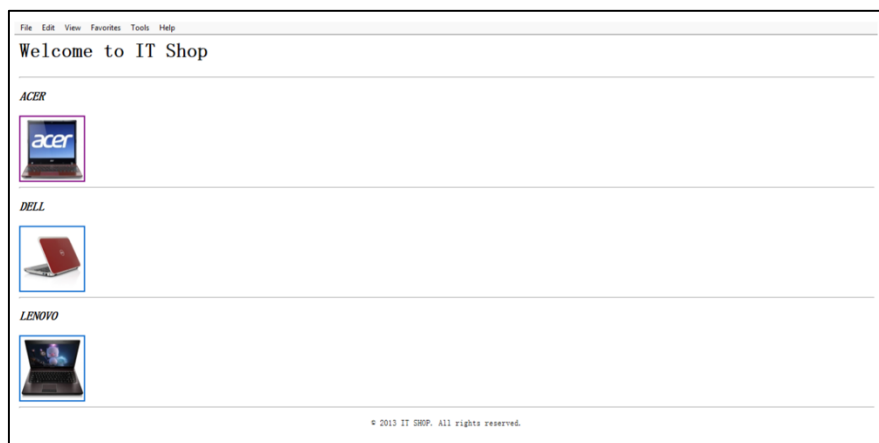 File Edit View Favorites Tools Help
Welcome to IT Shop
ACER
acer
DELL
LENOVO
© 2013 IT SHOP. All rights reserved.